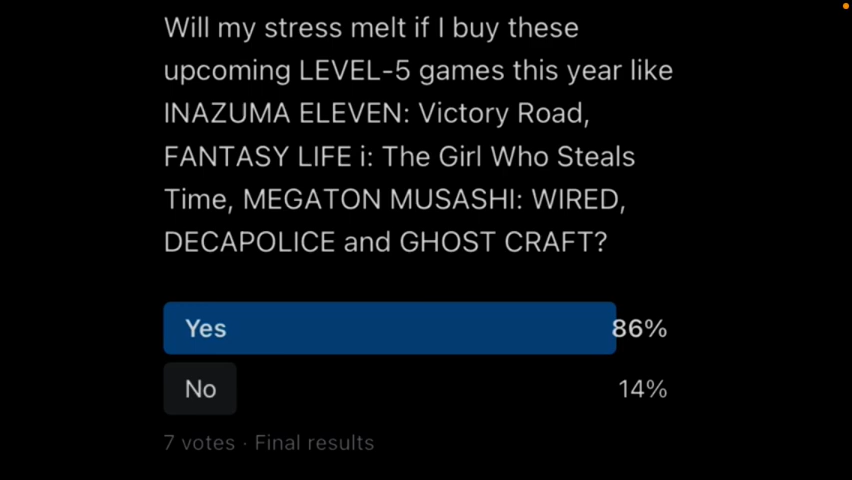 Will my stress melt if I buy these
upcoming LEVEL-5 games this year like
INAZUMA ELEVEN: Victory Road,
FANTASY LIFE i: The Girl Who Steals
Time, MEGATON MUSASHI: WIRED,
DECAPOLICE and GHOST CRAFT?
Yes 86%
No 14%
7 votes · Final results